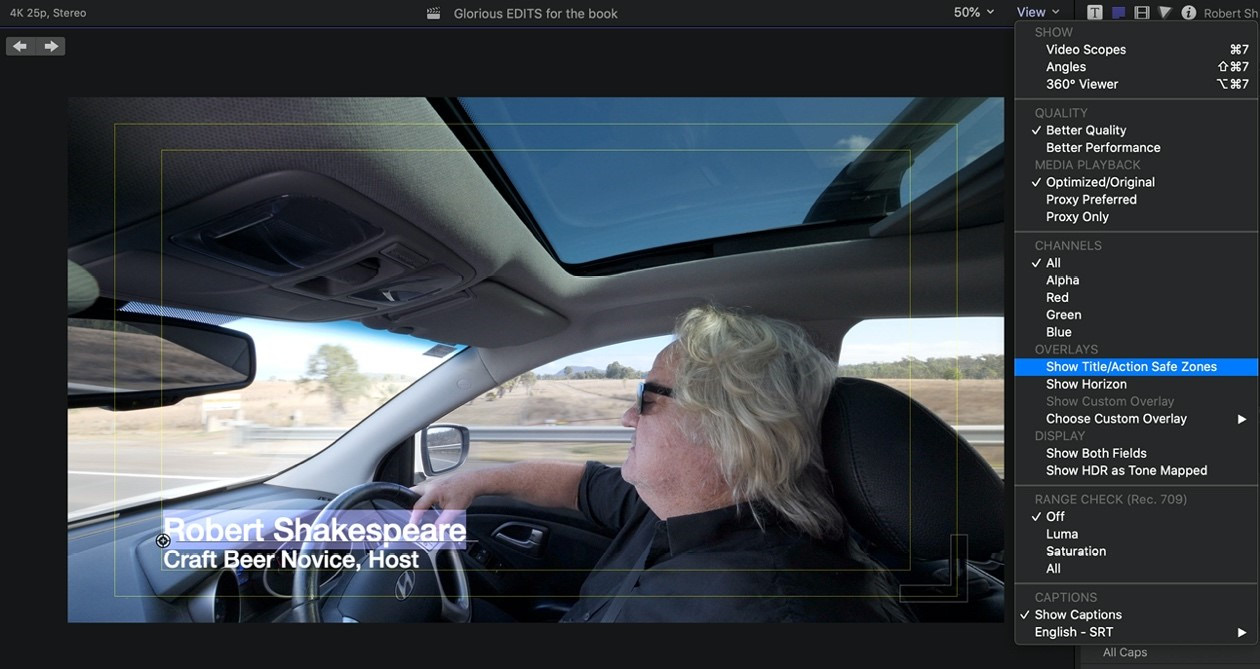 4K 25p, Stereo
Glorious EDITS for the book
50%
View
T
i
Robert Sh
SHOW
Video Scopes ⌘7
Angles ⇧⌘7
360° Viewer ⌥⌘7
QUALITY
✓ Better Quality
Better Performance
MEDIA PLAYBACK
✓ Optimized/Original
Proxy Preferred
Proxy Only
CHANNELS
✓ All
Alpha
Red
Green
Blue
OVERLAYS
Show Title/Action Safe Zones
Show Horizon
Show Custom Overlay
Choose Custom Overlay ▶
DISPLAY
Show Both Fields
Show HDR as Tone Mapped
RANGE CHECK (Rec. 709)
✓ Off
Luma
Saturation
All
CAPTIONS
✓ Show Captions
English - SRT ▶
All Caps
Robert Shakespeare
Craft Beer Novice, Host